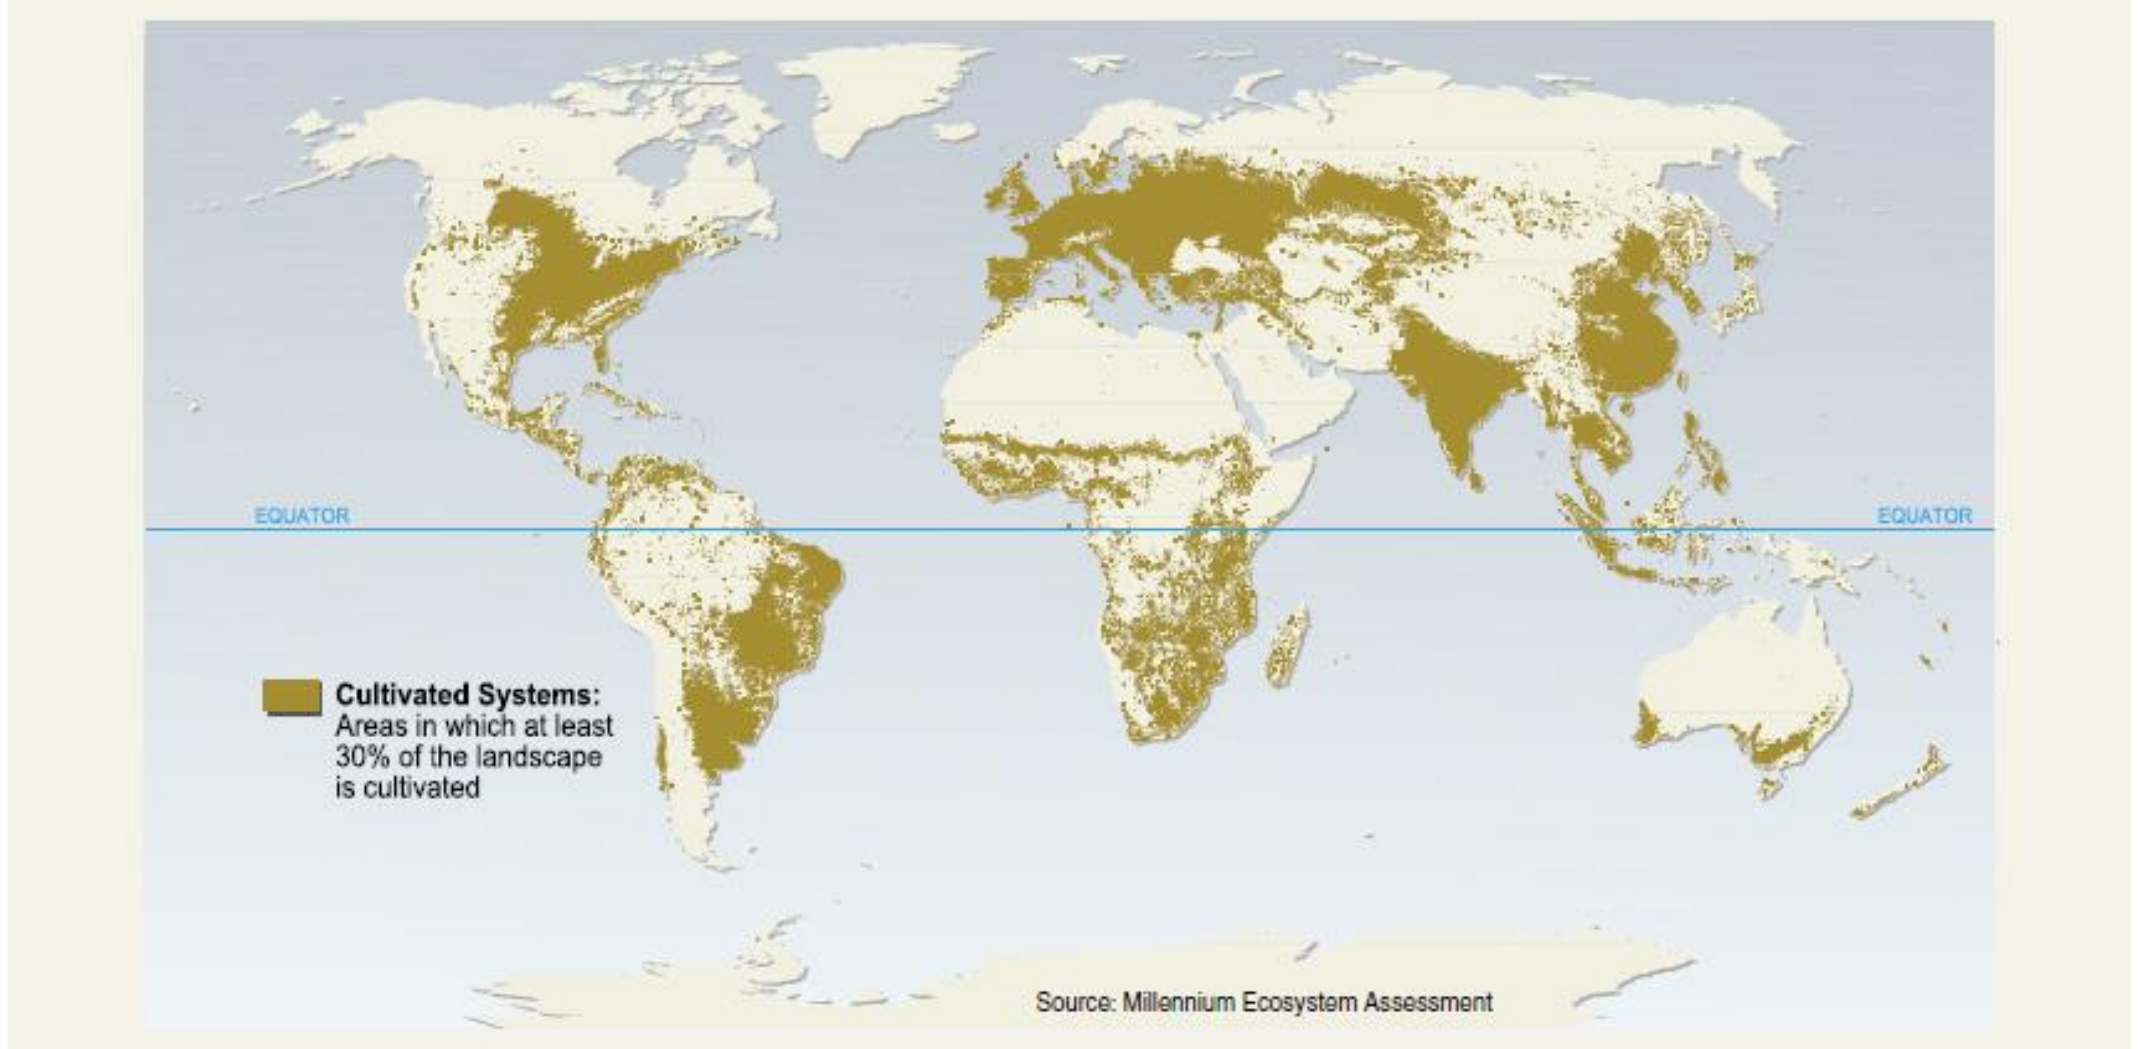 EQUATOR
EQUATOR
Cultivated Systems:
Areas in which at least
30% of the landscape
is cultivated
Source: Millennium Ecosystem Assessment